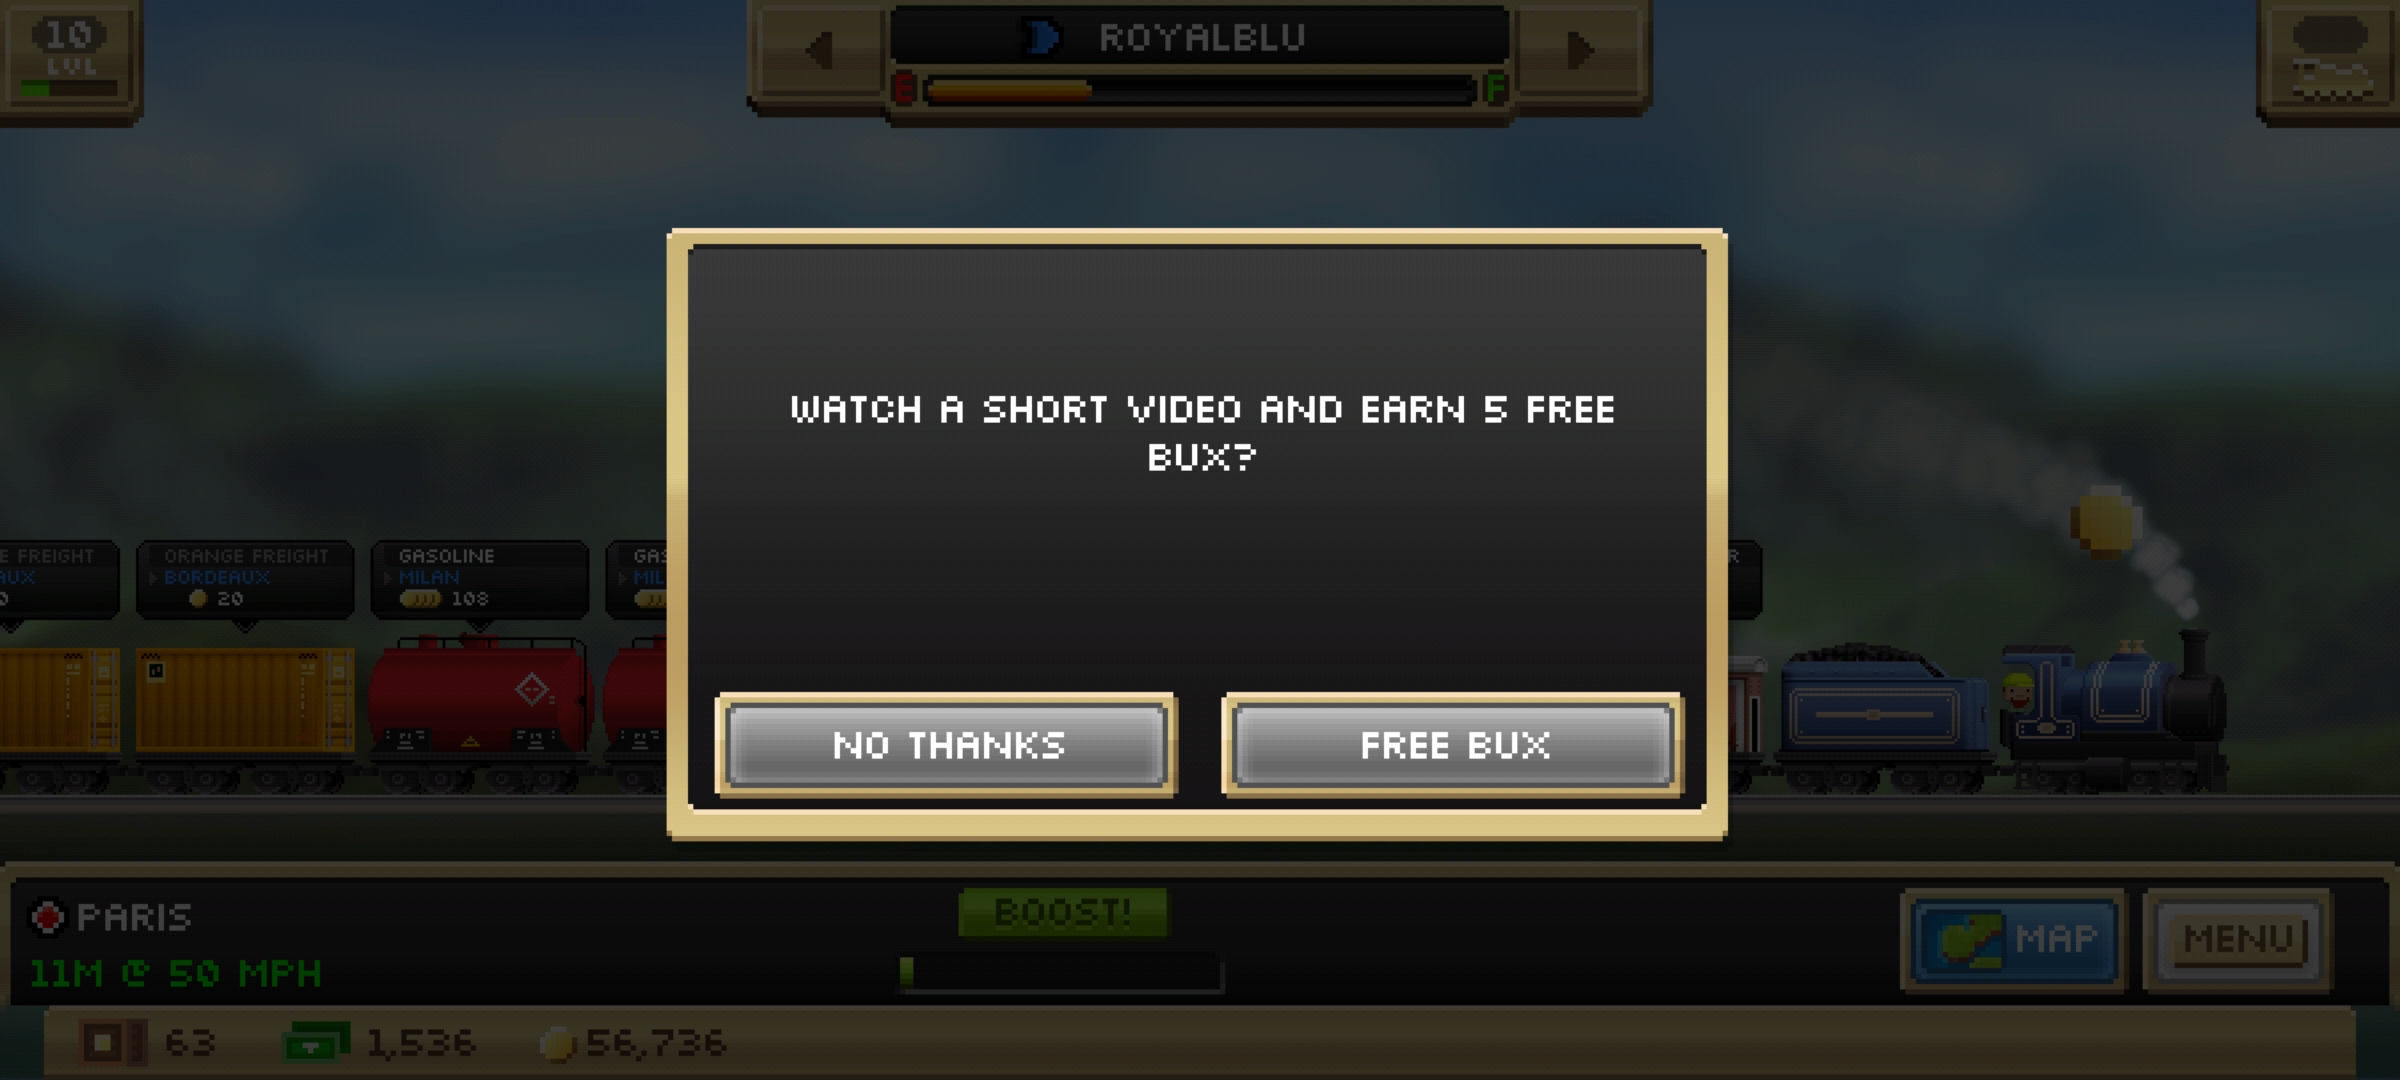 10
LVL
ROYALBLU
E F
WATCH A SHORT VIDEO AND EARN 5 FREE
BUX?
NO THANKS
FREE BUX
E FREIGHT
AUX
0
ORANGE FREIGHT
BORDEAUX
20
GASOLINE
MILAN
108
GAS
MIL
R
PARIS
11M @ 50 MPH
BOOST!
MAP
MENU
63
1,536
56,736